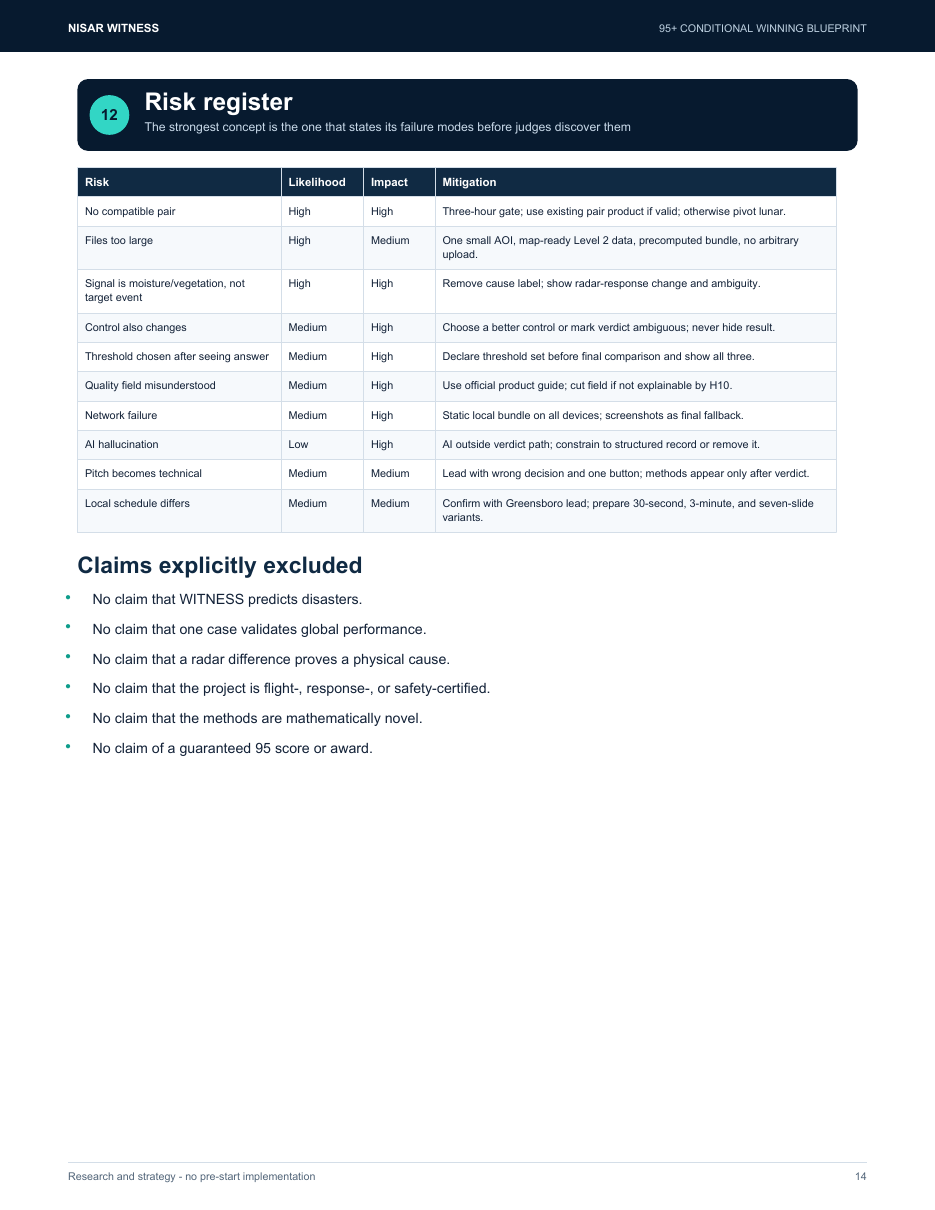 NISAR WITNESS
95+ CONDITIONAL WINNING BLUEPRINT
12
Risk register
The strongest concept is the one that states its failure modes before judges discover them
Risk Likelihood Impact Mitigation
No compatible pair High High Three-hour gate; use existing pair product if valid; otherwise pivot lunar.
Files too large High Medium One small AOI, map-ready Level 2 data, precomputed bundle, no arbitrary
upload.
Signal is moisture/vegetation, not High High Remove cause label; show radar-response change and ambiguity.
target event
Control also changes Medium High Choose a better control or mark verdict ambiguous; never hide result.
Threshold chosen after seeing answer Medium High Declare threshold set before final comparison and show all three.
Quality field misunderstood Medium High Use official product guide; cut field if not explainable by H10.
Network failure Medium High Static local bundle on all devices; screenshots as final fallback.
AI hallucination Low High AI outside verdict path; constrain to structured record or remove it.
Pitch becomes technical Medium Medium Lead with wrong decision and one button; methods appear only after verdict.
Local schedule differs Medium Medium Confirm with Greensboro lead; prepare 30-second, 3-minute, and seven-slide
variants.
Claims explicitly excluded
• No claim that WITNESS predicts disasters.
• No claim that one case validates global performance.
• No claim that a radar difference proves a physical cause.
• No claim that the project is flight-, response-, or safety-certified.
• No claim that the methods are mathematically novel.
• No claim of a guaranteed 95 score or award.
Research and strategy - no pre-start implementation
14